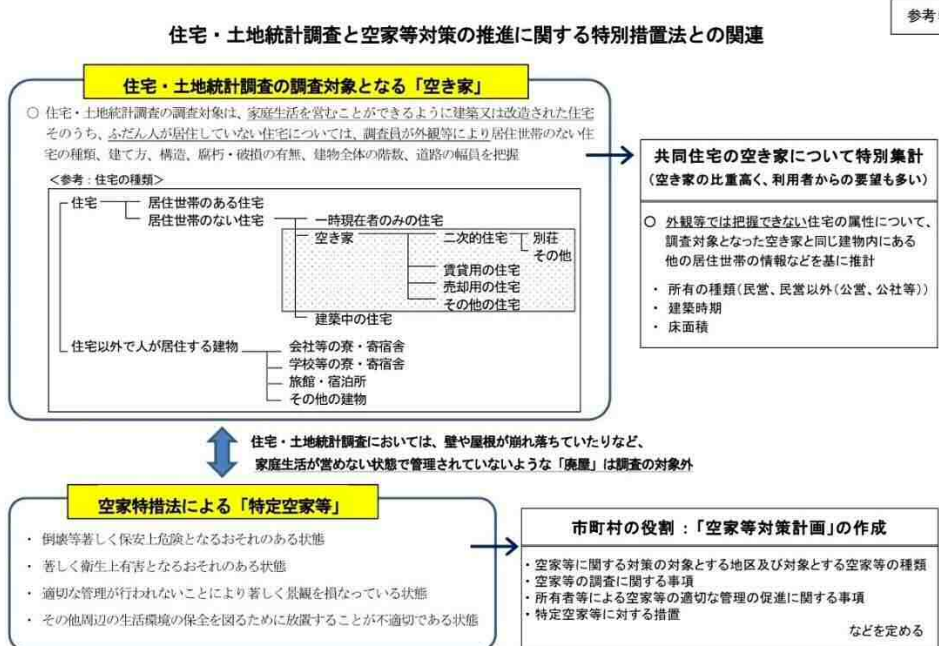 参考
住宅・土地統計調査と空家等対策の推進に関する特別措置法との関連
住宅・土地統計調査の調査対象となる「空き家」
○ 住宅・土地統計調査の調査対象は、家庭生活を営むことができるように建築又は改造された住宅
そのうち、ふだん人が居住していない住宅については、調査員が外観等により居住世帯のない住
宅の種類、建て方、構造、腐朽・破損の有無、建物全体の階数、道路の幅員を把握
<参考:住宅の種類>
住宅
居住世帯のある住宅
居住世帯のない住宅
一時現在者のみの住宅
空き家
二次的住宅
別荘
その他
賃貸用の住宅
売却用の住宅
その他の住宅
建築中の住宅
住宅以外で人が居住する建物
会社等の寮・寄宿舎
学校等の寮・寄宿舎
旅館・宿泊所
その他の建物
共同住宅の空き家について特別集計
(空き家の比重高く、利用者からの要望も多い)
○ 外観等では把握できない住宅の属性について、
調査対象となった空き家と同じ建物内にある
他の居住世帯の情報などを基に推計
・ 所有の種類(民営、民営以外(公営、公社等))
・ 建築時期
・ 床面積
住宅・土地統計調査においては、壁や屋根が崩れ落ちていたりなど、
家庭生活が営めない状態で管理されていないような「廃屋」は調査の対象外
空家特措法による「特定空家等」
・ 倒壊等著しく保安上危険となるおそれのある状態
・ 著しく衛生上有害となるおそれのある状態
・ 適切な管理が行われないことにより著しく景観を損なっている状態
・ その他周辺の生活環境の保全を図るために放置することが不適切である状態
市町村の役割:「空家等対策計画」の作成
・空家等に関する対策の対象とする地区及び対象とする空家等の種類
・空家等の調査に関する事項
・所有者等による空家等の適切な管理の促進に関する事項
・特定空家等に対する措置
などを定める